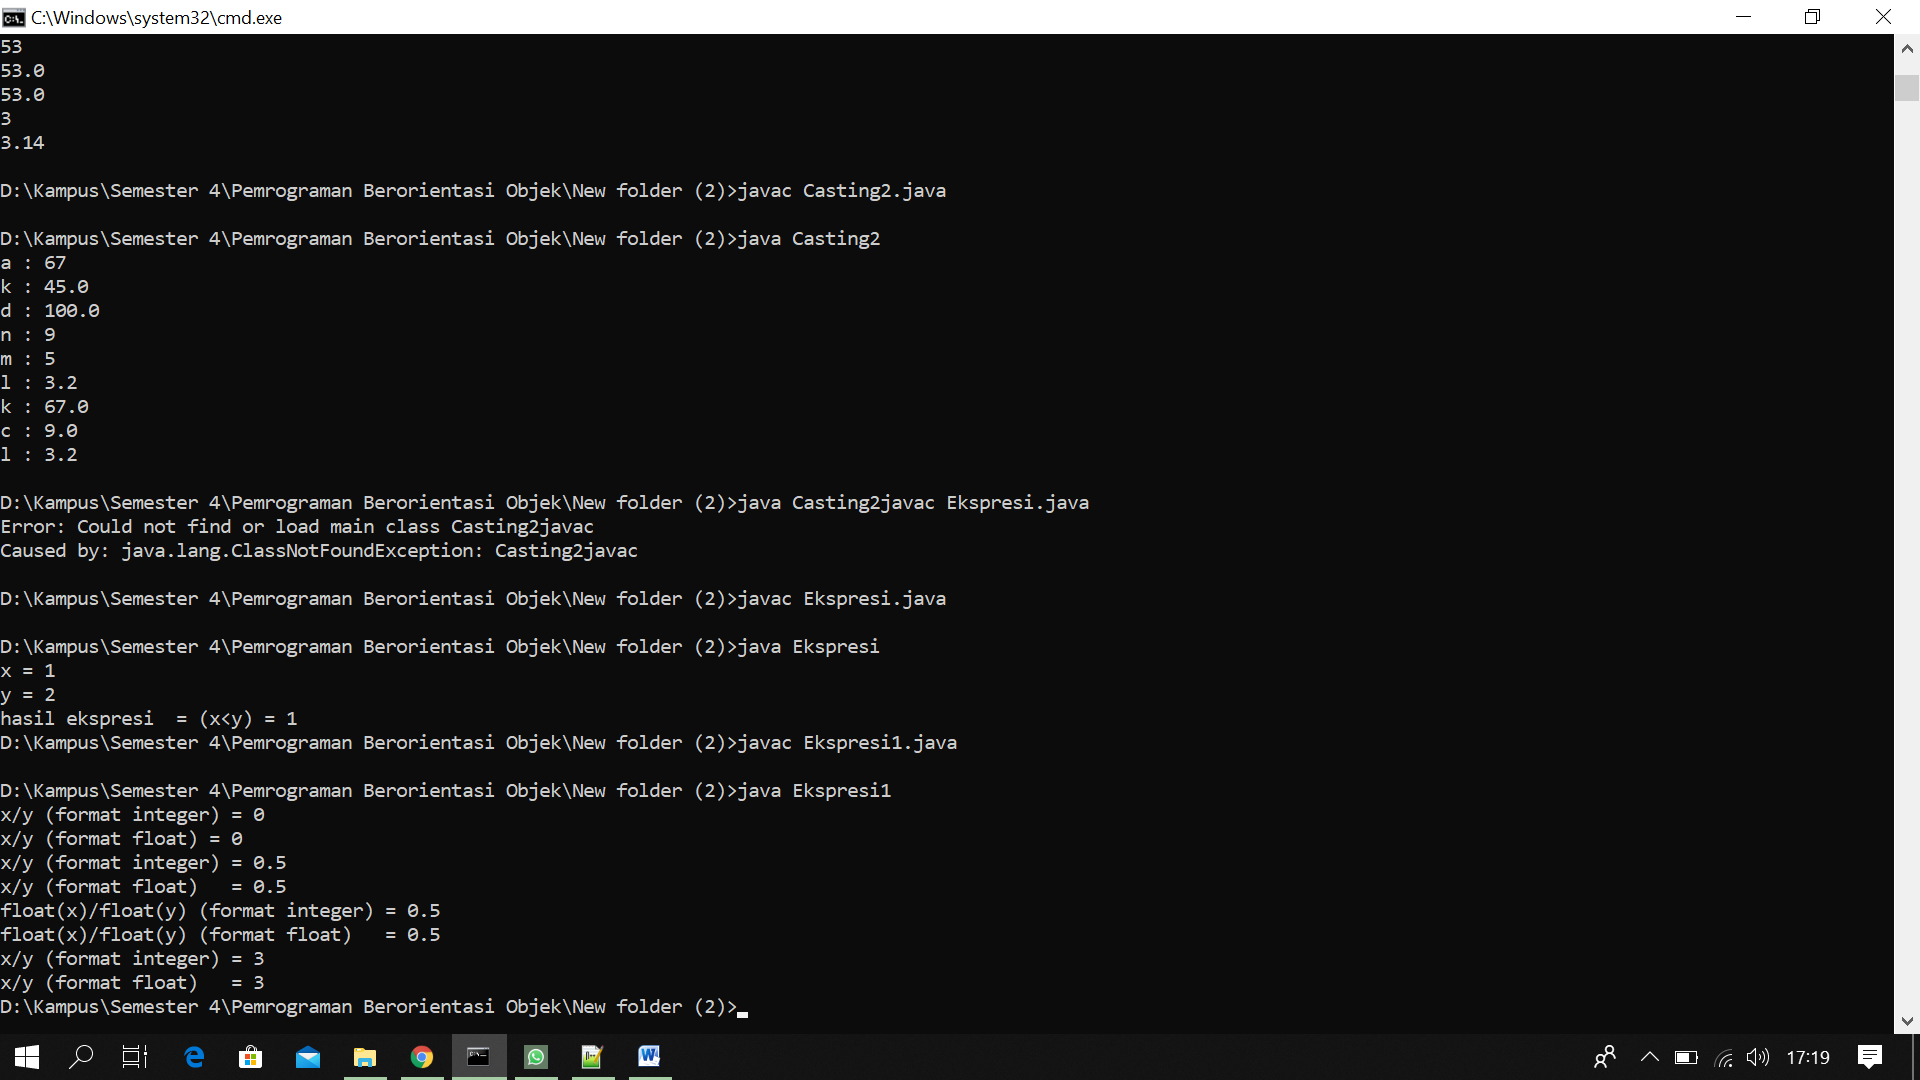 C:\Windows\system32\cmd.exe
53
53.0
53.0
3
3.14
D:\Kampus\Semester 4\Pemrograman Berorientasi Objek\New folder (2)>javac Casting2.java
D:\Kampus\Semester 4\Pemrograman Berorientasi Objek\New folder (2)>java Casting2
a : 67
k : 45.0
d : 100.0
n : 9
m : 5
l : 3.2
k : 67.0
c : 9.0
l : 3.2
D:\Kampus\Semester 4\Pemrograman Berorientasi Objek\New folder (2)>java Casting2javac Ekspresi.java
Error: Could not find or load main class Casting2javac
Caused by: java.lang.ClassNotFoundException: Casting2javac
D:\Kampus\Semester 4\Pemrograman Berorientasi Objek\New folder (2)>javac Ekspresi.java
D:\Kampus\Semester 4\Pemrograman Berorientasi Objek\New folder (2)>java Ekspresi
x = 1
y = 2
hasil ekspresi  = (x<y) = 1
D:\Kampus\Semester 4\Pemrograman Berorientasi Objek\New folder (2)>javac Ekspresi1.java
D:\Kampus\Semester 4\Pemrograman Berorientasi Objek\New folder (2)>java Ekspresi1
x/y (format integer) = 0
x/y (format float) = 0
x/y (format integer) = 0.5
x/y (format float)   = 0.5
float(x)/float(y) (format integer) = 0.5
float(x)/float(y) (format float)   = 0.5
x/y (format integer) = 3
x/y (format float)   = 3
D:\Kampus\Semester 4\Pemrograman Berorientasi Objek\New folder (2)>
17:19